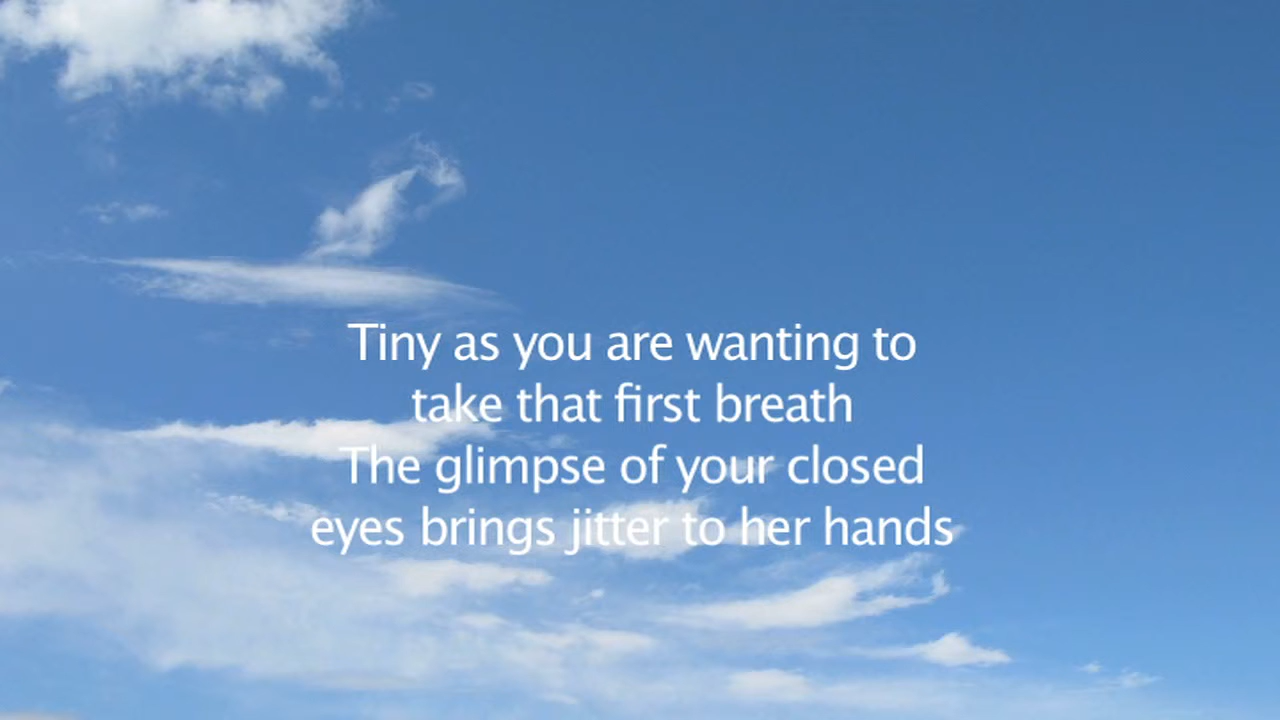 Tiny as you are wanting to
take that first breath
The glimpse of your closed
eyes brings jitter to her hands